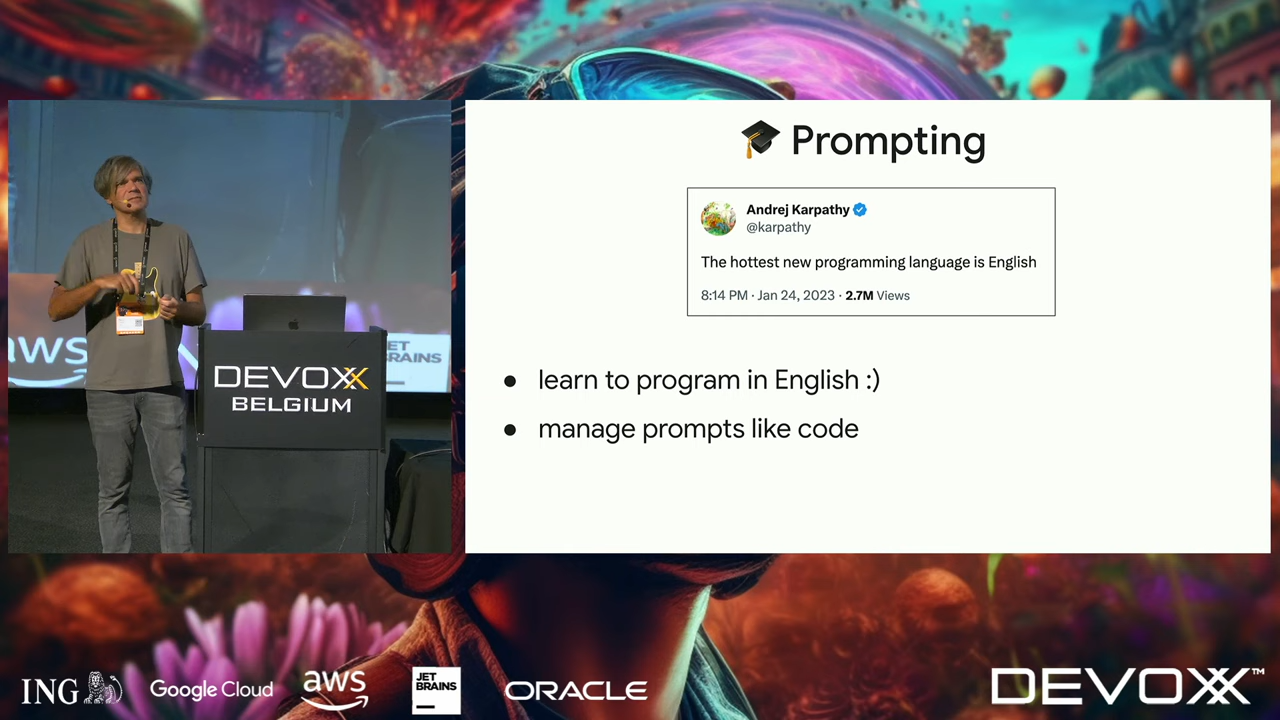 Prompting
Andrej Karpathy
@karpathy
The hottest new programming language is English
8:14 PM · Jan 24, 2023 · 2.7M Views
● learn to program in English :)
● manage prompts like code
aws
JET
BRAINS
DEVOXX
BELGIUM
ING
Google Cloud
aws
JET
BRAINS
ORACLE
DEVOXX™